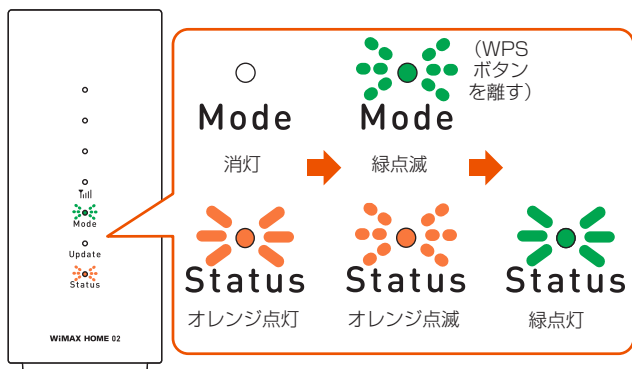 Mode
Update
Status
WiMAX HOME 02
(WPS
ボタン
を離す)
Mode
Mode
消灯
緑点滅
Status
Status
Status
オレンジ点灯
オレンジ点滅
緑点灯